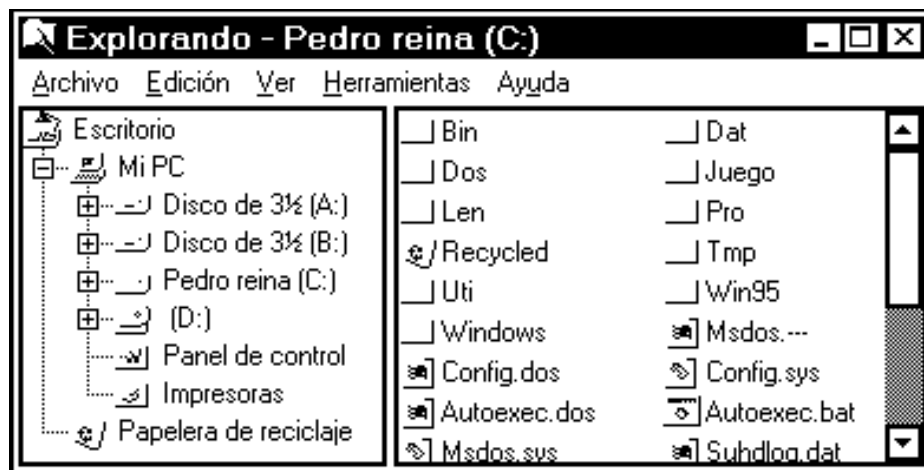 Explorando - Pedro reina (C:)
Archivo Edición Ver Herramientas Ayuda
Escritorio
Mi PC
Disco de 3½ (A:)
Disco de 3½ (B:)
Pedro reina (C:)
(D:)
Panel de control
Impresoras
Papelera de reciclaje
Bin Dat
Dos Juego
Len Pro
Recycled Tmp
Uti Win95
Windows Msdos.---
Config.dos Config.sys
Autoexec.dos Autoexec.bat
Msdos.sys Suhdlog.dat